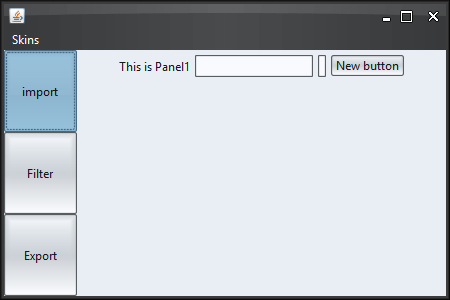 Skins
import
This is Panel1
New button
Filter
Export